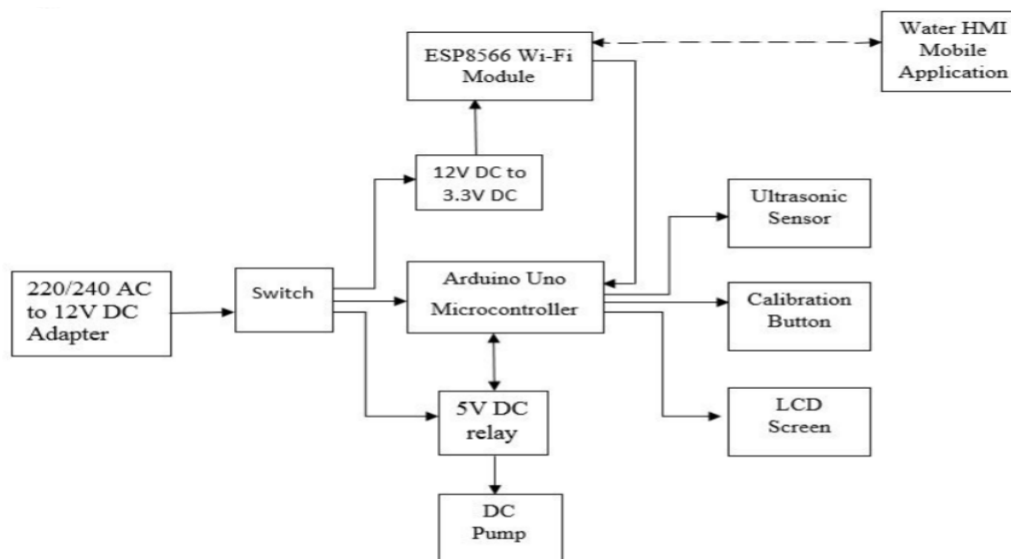 ESP8566 Wi-Fi
Module
Water HMI
Mobile
Application
12V DC to
3.3V DC
Ultrasonic
Sensor
220/240 AC
to 12V DC
Adapter
Switch
Arduino Uno
Microcontroller
Calibration
Button
5V DC
relay
LCD
Screen
DC
Pump